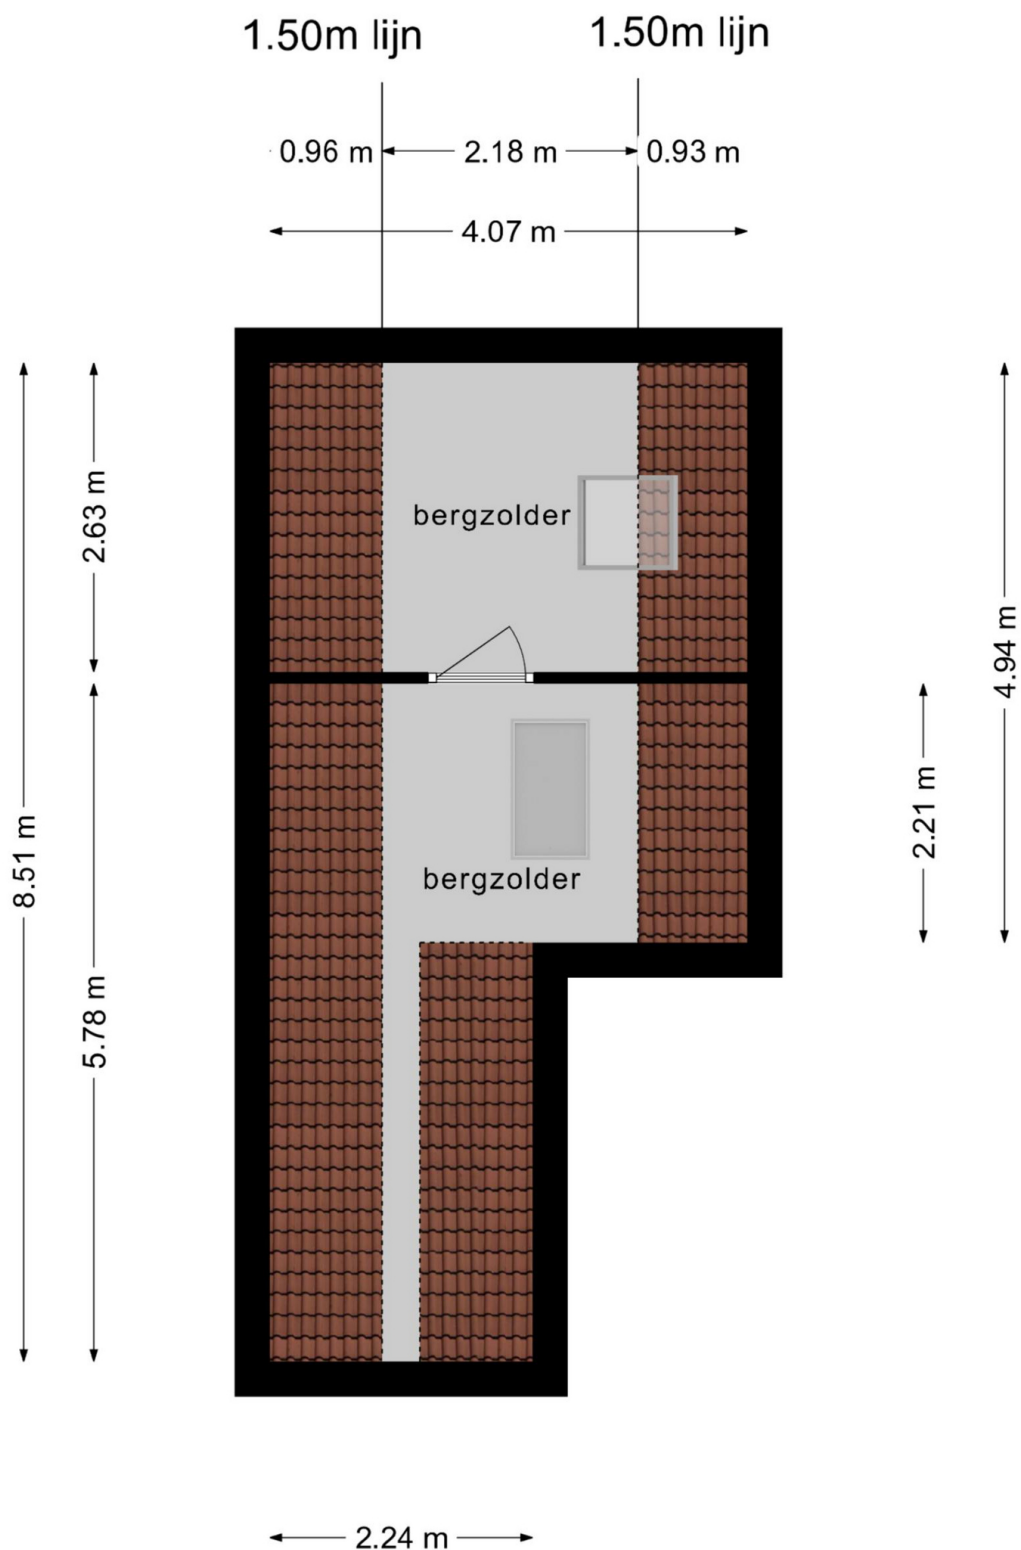 1.50m lijn
1.50m lijn
0.96 m
2.18 m
0.93 m
4.07 m
2.63 m
bergzolder
4.94 m
2.21 m
8.51 m
bergzolder
5.78 m
2.24 m